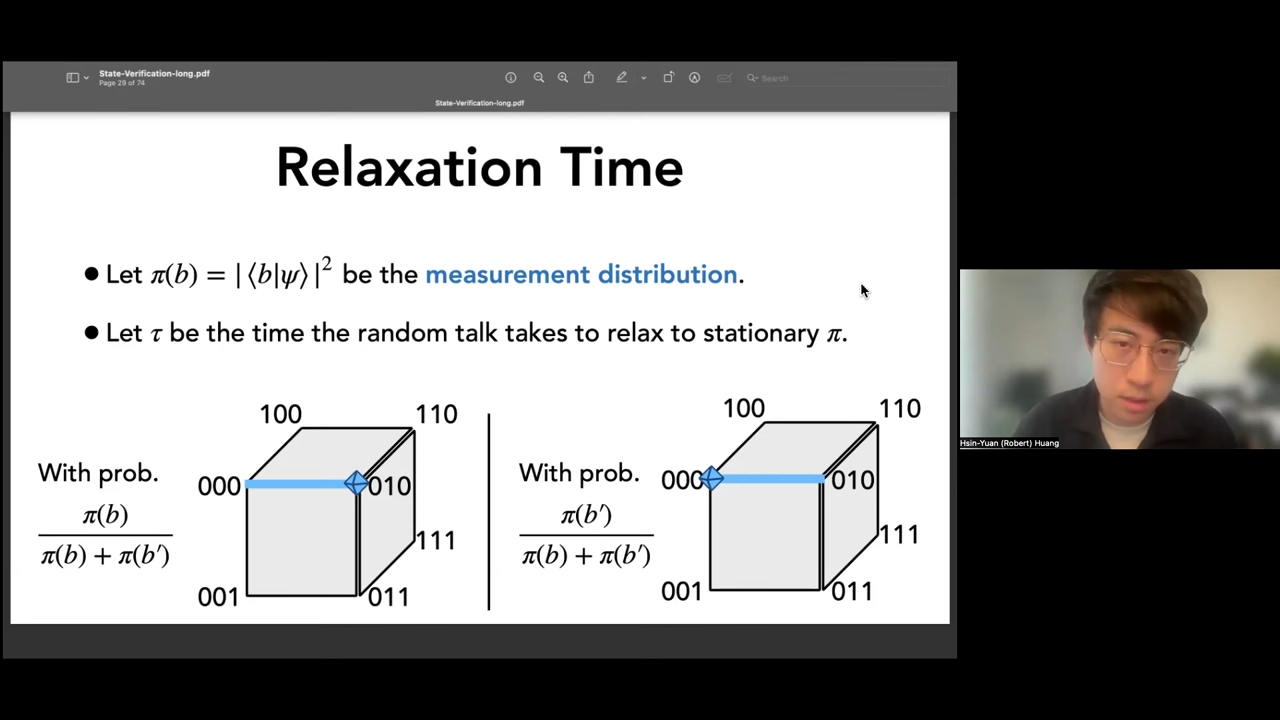 State-Verification-long.pdf
Page 29 of 74
Search
State-Verification-long.pdf
Relaxation Time
● Let π(b) = |⟨b|ψ⟩|² be the measurement distribution.
● Let τ be the time the random talk takes to relax to stationary π.
With prob.
π(b)
π(b) + π(b′)
100
110
000
010
111
001
011
With prob.
π(b′)
π(b) + π(b′)
100
110
000
010
111
001
011
Hsin-Yuan (Robert) Huang